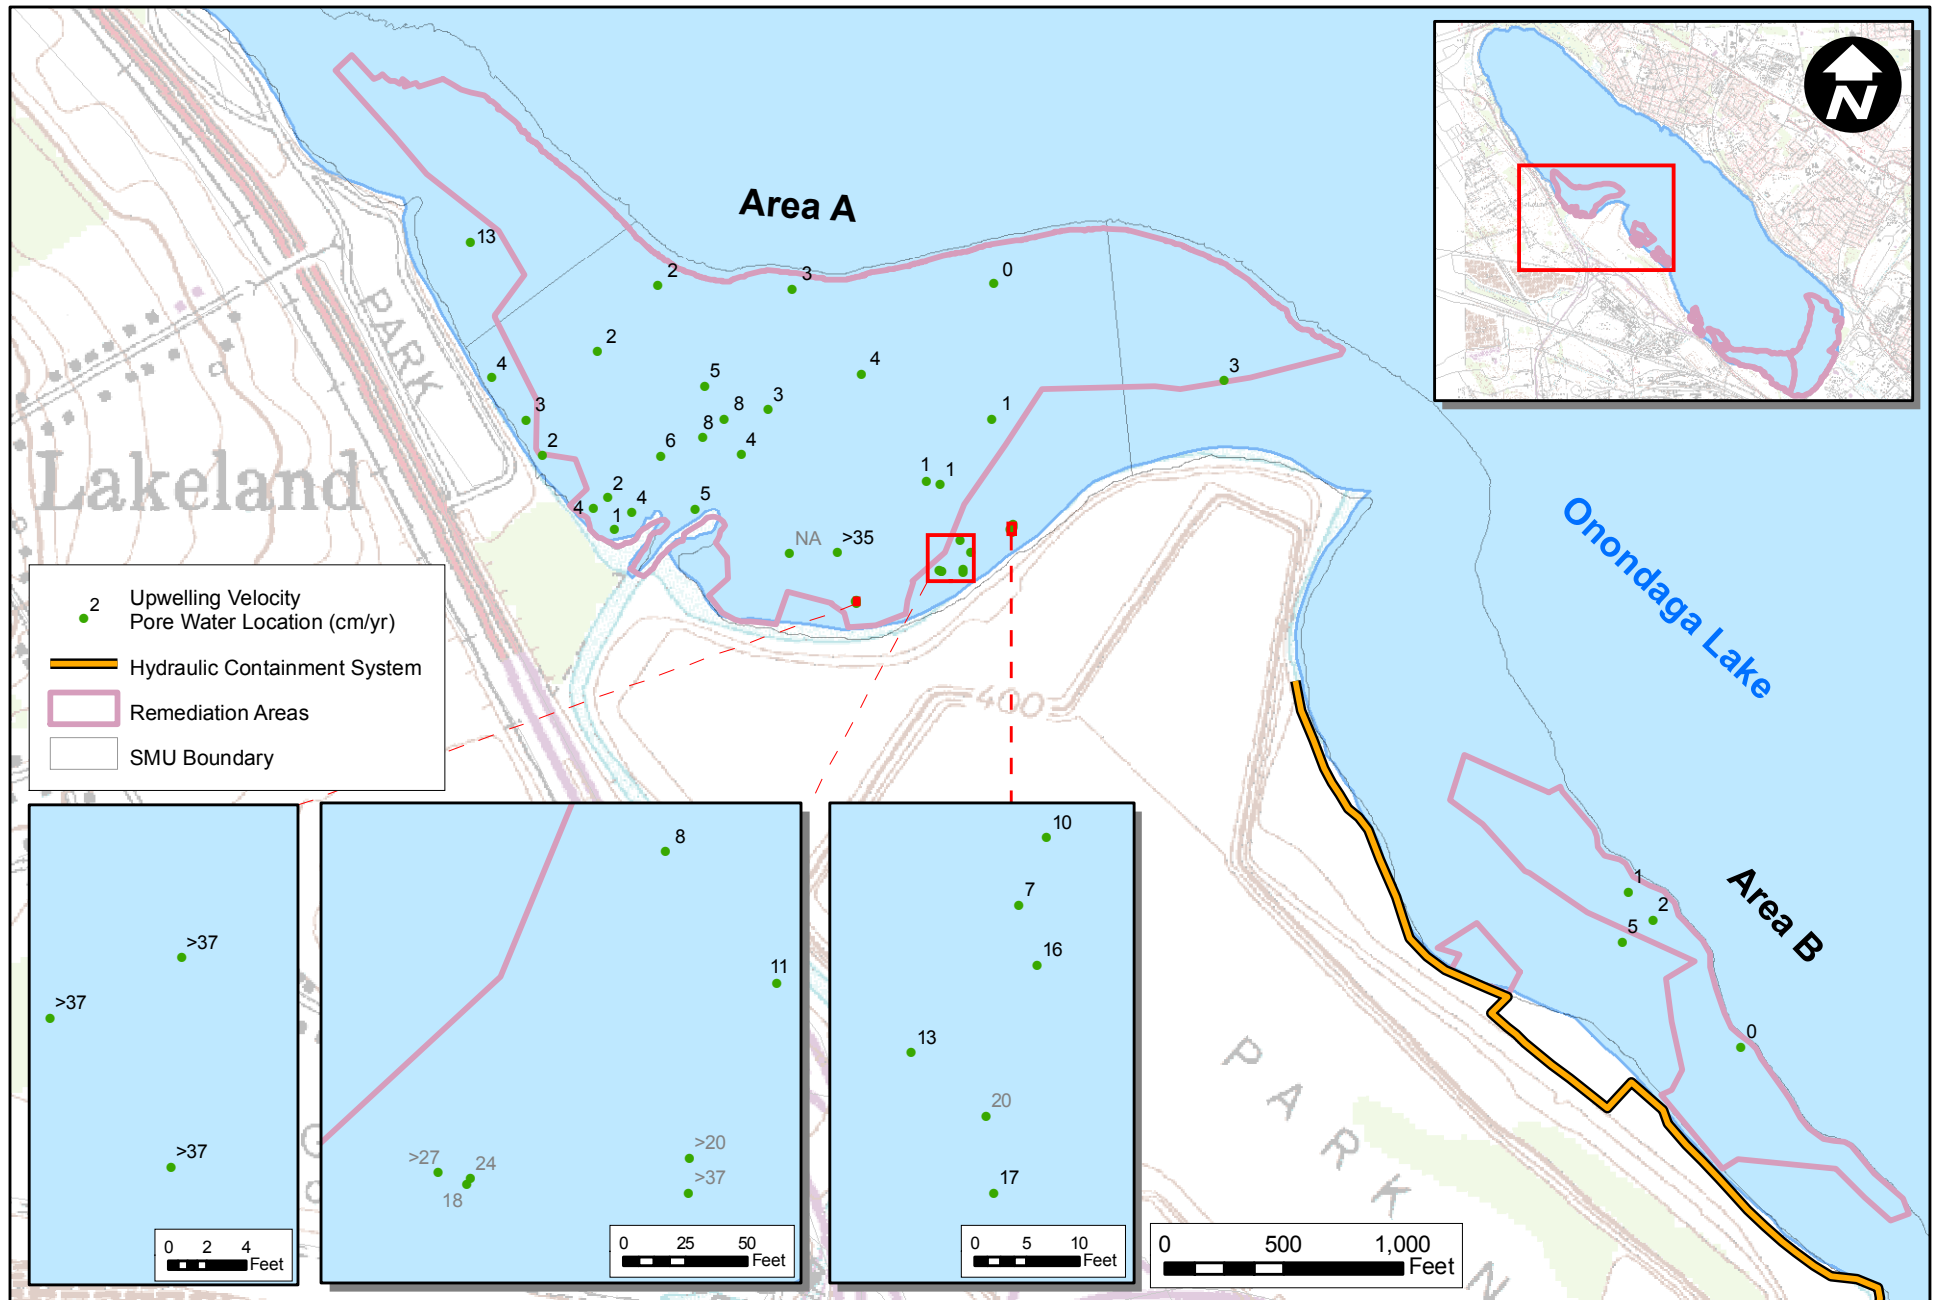 Area A
N
13
2
3
0
2
4
4
5
3
3
8
3
1
8
2
6
4
1
1
2
4
5
4
1
NA
>35
PARK
Lakeland
Onondaga Lake
400
2
Upwelling Velocity
Pore Water Location (cm/yr)
Hydraulic Containment System
Remediation Areas
SMU Boundary
1
2
5
Area B
0
PARK
N
>37
>37
>37
0 2 4
Feet
8
11
>27
24
18
>20
>37
0 25 50
Feet
10
7
16
13
20
17
0 5 10
Feet
0 500 1,000
Feet